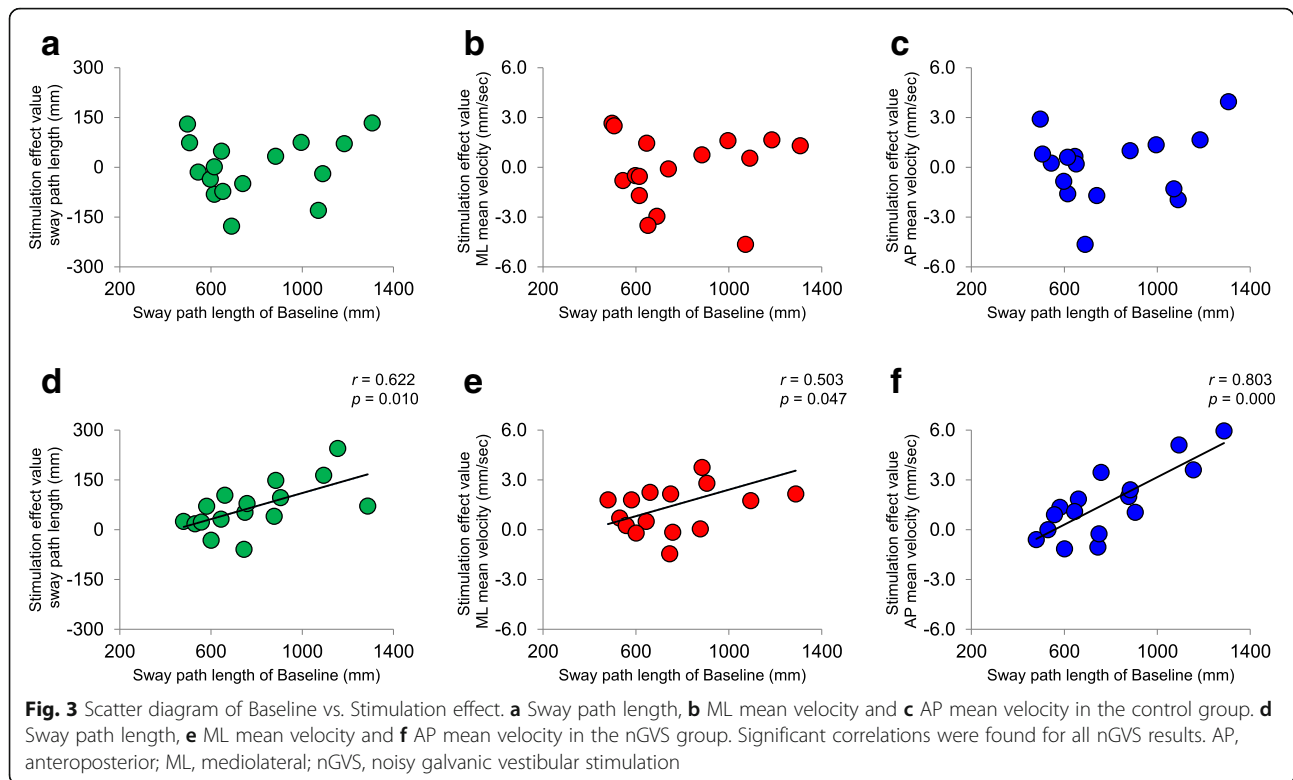 a
b
c
Stimulation effect value
sway path length (mm)
300
150
0
-150
-300
200 600 1000 1400
Sway path length of Baseline (mm)
Stimulation effect value
ML mean velocity (mm/sec)
6.0
3.0
0.0
-3.0
-6.0
200 600 1000 1400
Sway path length of Baseline (mm)
Stimulation effect value
AP mean velocity (mm/sec)
6.0
3.0
0.0
-3.0
-6.0
200 600 1000 1400
Sway path length of Baseline (mm)
d
r = 0.622
p = 0.010
Stimulation effect value
sway path length (mm)
300
150
0
-150
-300
200 600 1000 1400
Sway path length of Baseline (mm)
e
r = 0.503
p = 0.047
Stimulation effect value
ML mean velocity (mm/sec)
6.0
3.0
0.0
-3.0
-6.0
200 600 1000 1400
Sway path length of Baseline (mm)
f
r = 0.803
p = 0.000
Stimulation effect value
AP mean velocity (mm/sec)
6.0
3.0
0.0
-3.0
-6.0
200 600 1000 1400
Sway path length of Baseline (mm)
Fig. 3 Scatter diagram of Baseline vs. Stimulation effect. a Sway path length, b ML mean velocity and c AP mean velocity in the control group. d
Sway path length, e ML mean velocity and f AP mean velocity in the nGVS group. Significant correlations were found for all nGVS results. AP,
anteroposterior; ML, mediolateral; nGVS, noisy galvanic vestibular stimulation